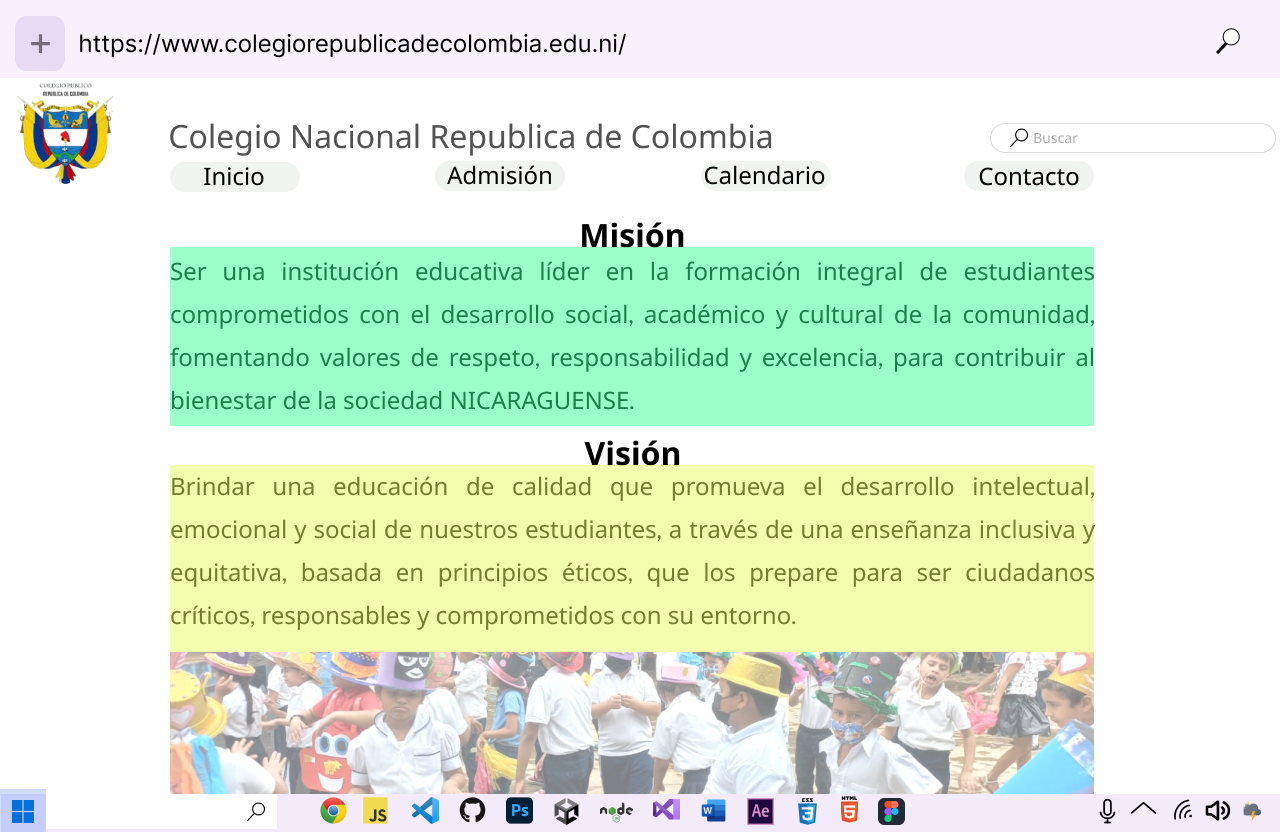 + https://www.colegiorepublicadecolombia.edu.ni/
COLEGIO PUBLICO
REPUBLICA DE COLOMBIA
Colegio Nacional Republica de Colombia
Buscar
Inicio Admisión Calendario Contacto
Misión
Ser una institución educativa líder en la formación integral de estudiantes
comprometidos con el desarrollo social, académico y cultural de la comunidad,
fomentando valores de respeto, responsabilidad y excelencia, para contribuir al
bienestar de la sociedad NICARAGUENSE.
Visión
Brindar una educación de calidad que promueva el desarrollo intelectual,
emocional y social de nuestros estudiantes, a través de una enseñanza inclusiva y
equitativa, basada en principios éticos, que los prepare para ser ciudadanos
críticos, responsables y comprometidos con su entorno.
JS Ps node W Ae CSS 3 HTML 5